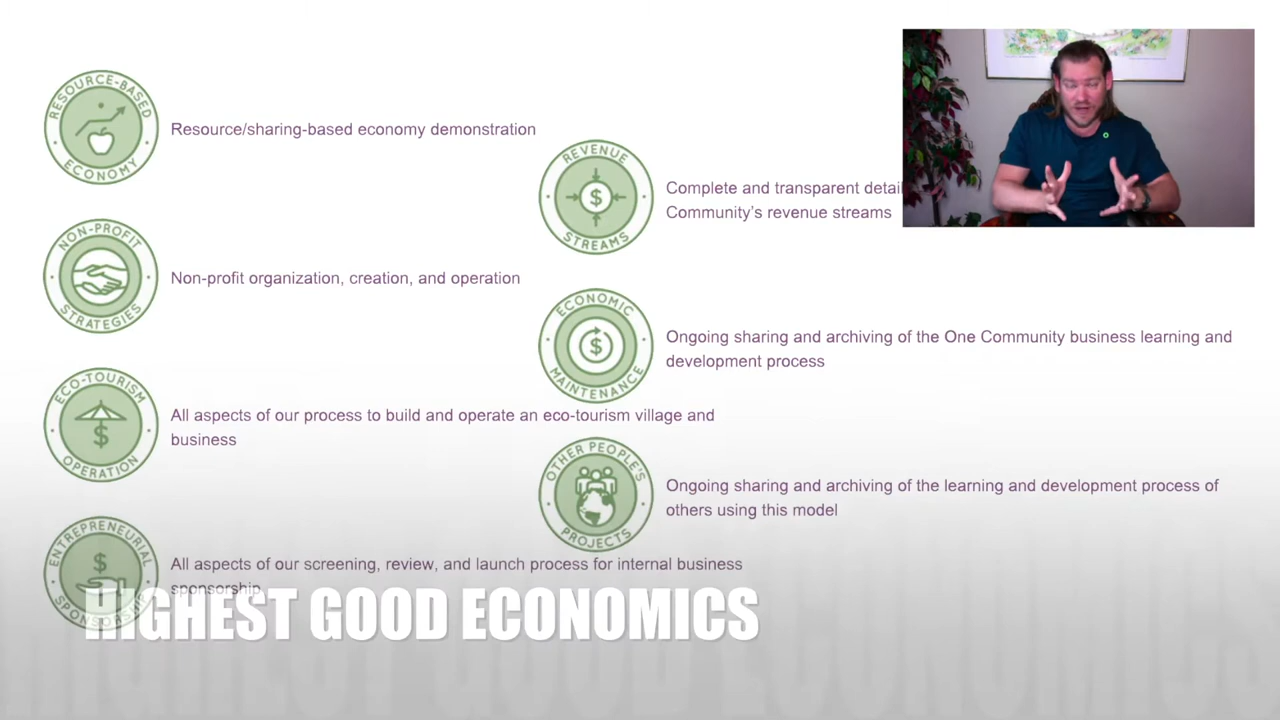 RESOURCE-BASED
ECONOMY
Resource/sharing-based economy demonstration
NON-PROFIT
STRATEGIES
Non-profit organization, creation, and operation
ECO-TOURISM
OPERATION
All aspects of our process to build and operate an eco-tourism village and
business
ENTREPRENEURIAL
SPONSORSHIP
All aspects of our screening, review, and launch process for internal business
sponsorship
REVENUE
STREAMS
Complete and transparent detail
Community’s revenue streams
ECONOMIC
MAINTENANCE
Ongoing sharing and archiving of the One Community business learning and
development process
OTHER PEOPLE'S
PROJECTS
Ongoing sharing and archiving of the learning and development process of
others using this model
HIGHEST GOOD ECONOMICS